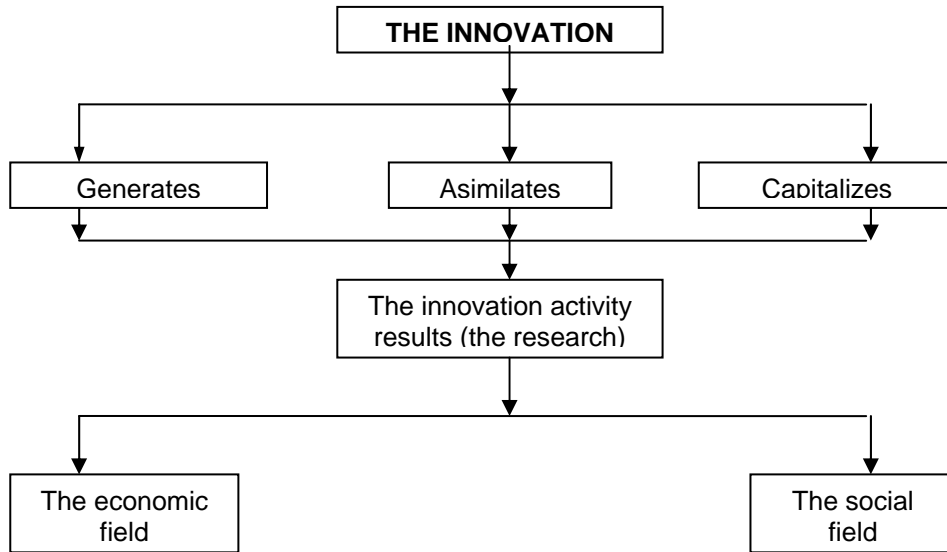 THE INNOVATION
Generates
Asimilates
Capitalizes
The innovation activity
results (the research)
The economic
field
The social
field